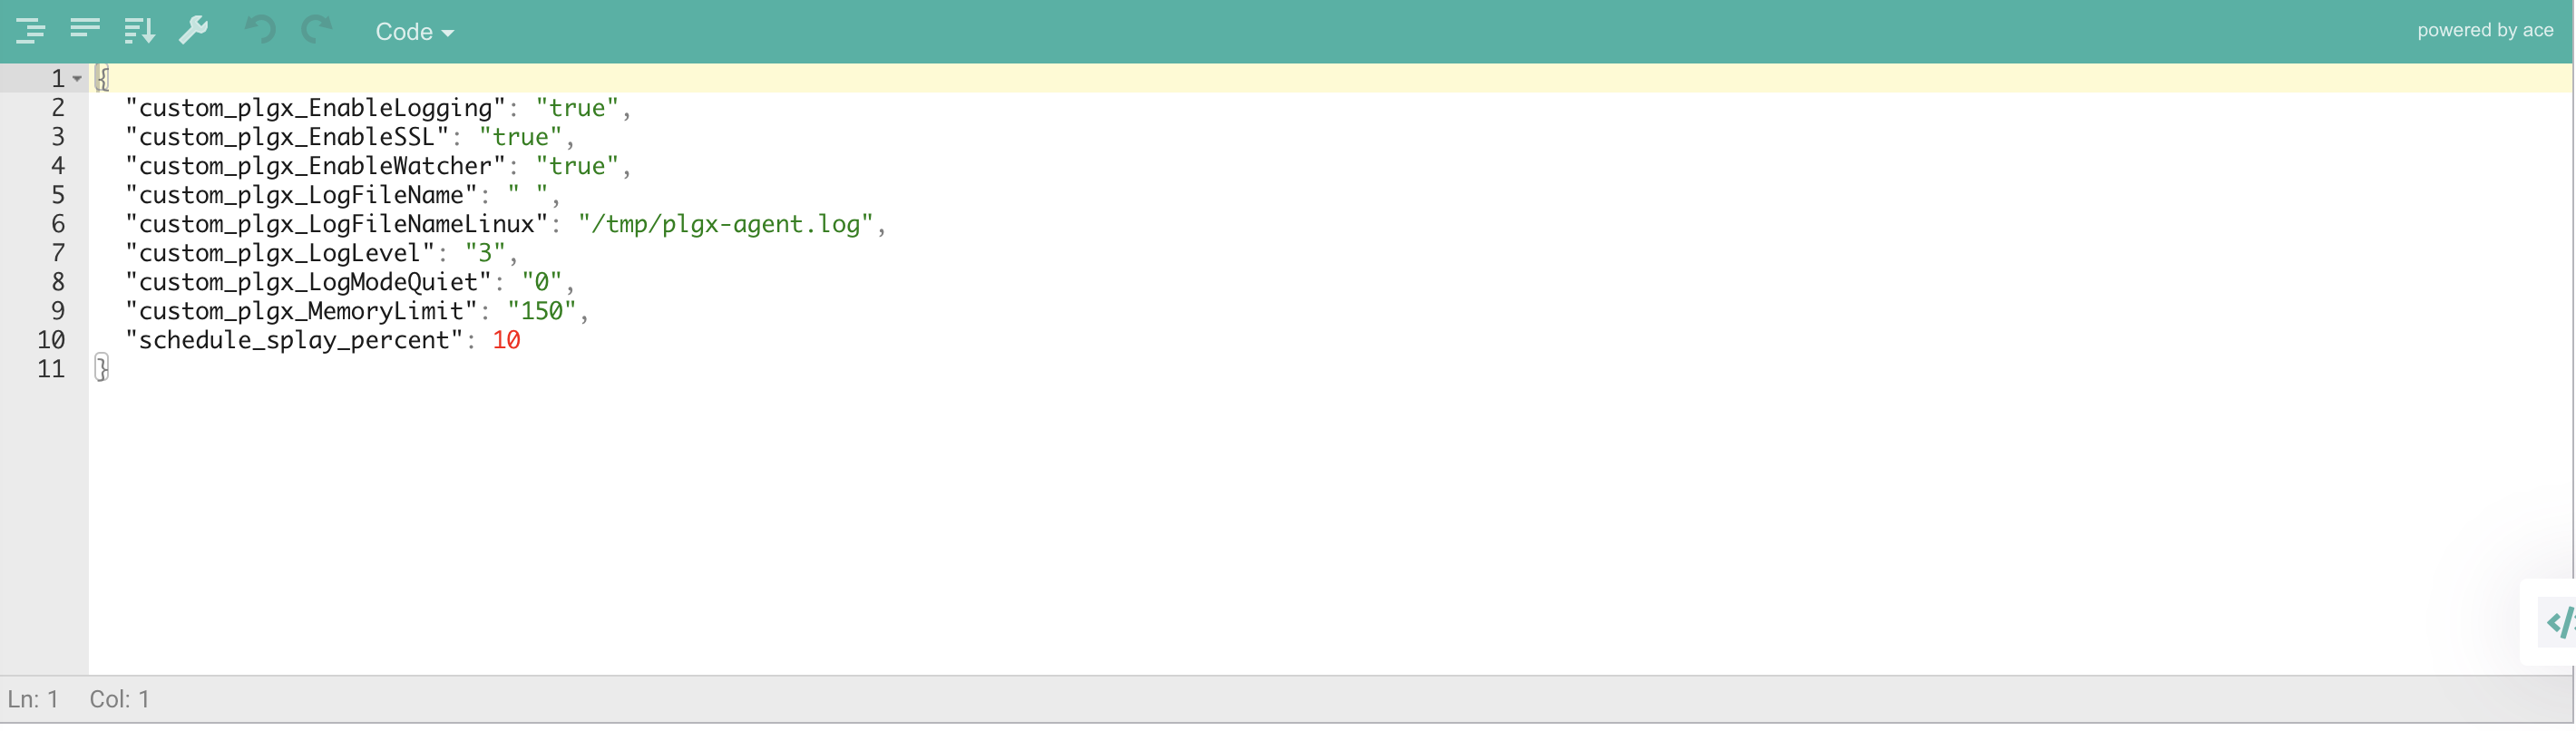 Code
powered by ace
1 {
2 "custom_plgx_EnableLogging": "true",
3 "custom_plgx_EnableSSL": "true",
4 "custom_plgx_EnableWatcher": "true",
5 "custom_plgx_LogFileName": " ",
6 "custom_plgx_LogFileNameLinux": "/tmp/plgx-agent.log",
7 "custom_plgx_LogLevel": "3",
8 "custom_plgx_LogModeQuiet": "0",
9 "custom_plgx_MemoryLimit": "150",
10 "schedule_splay_percent": 10
11 }
Ln: 1 Col: 1